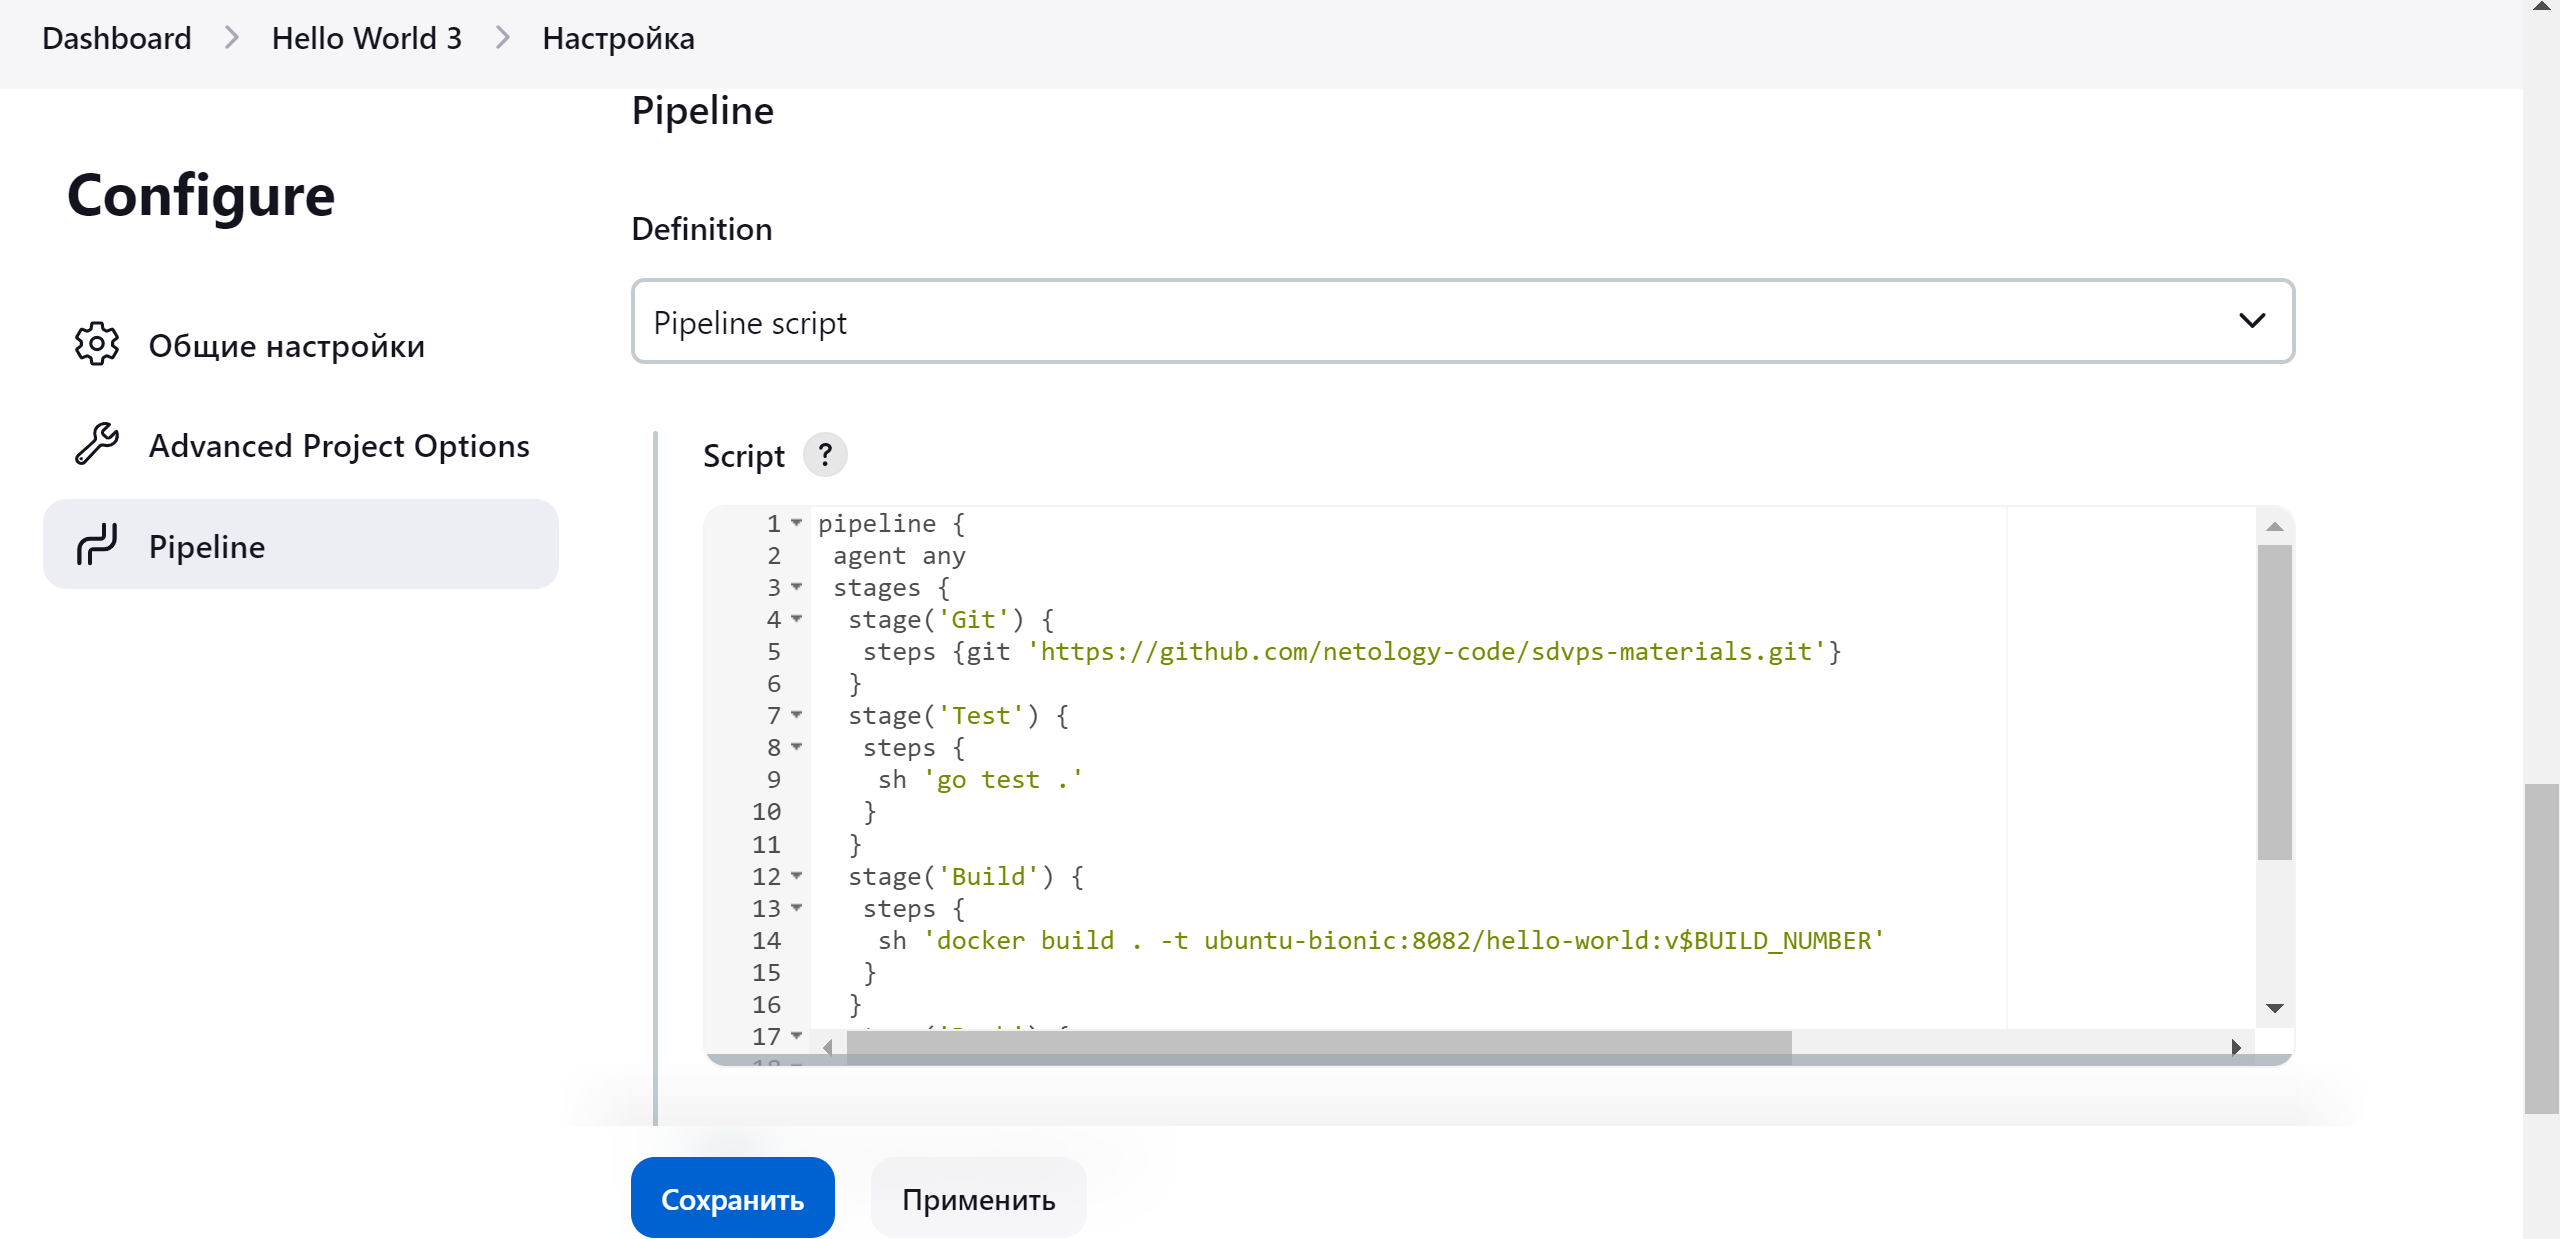 Dashboard > Hello World 3 > Настройка
Configure
Общие настройки
Advanced Project Options
Pipeline
Pipeline
Definition
Pipeline script
Script ?
1 pipeline {
2 agent any
3 stages {
4 stage('Git') {
5 steps {git 'https://github.com/netology-code/sdvps-materials.git'}
6 }
7 stage('Test') {
8 steps {
9 sh 'go test .'
10 }
11 }
12 stage('Build') {
13 steps {
14 sh 'docker build . -t ubuntu-bionic:8082/hello-world:v$BUILD_NUMBER'
15 }
16 }
17
Сохранить
Применить